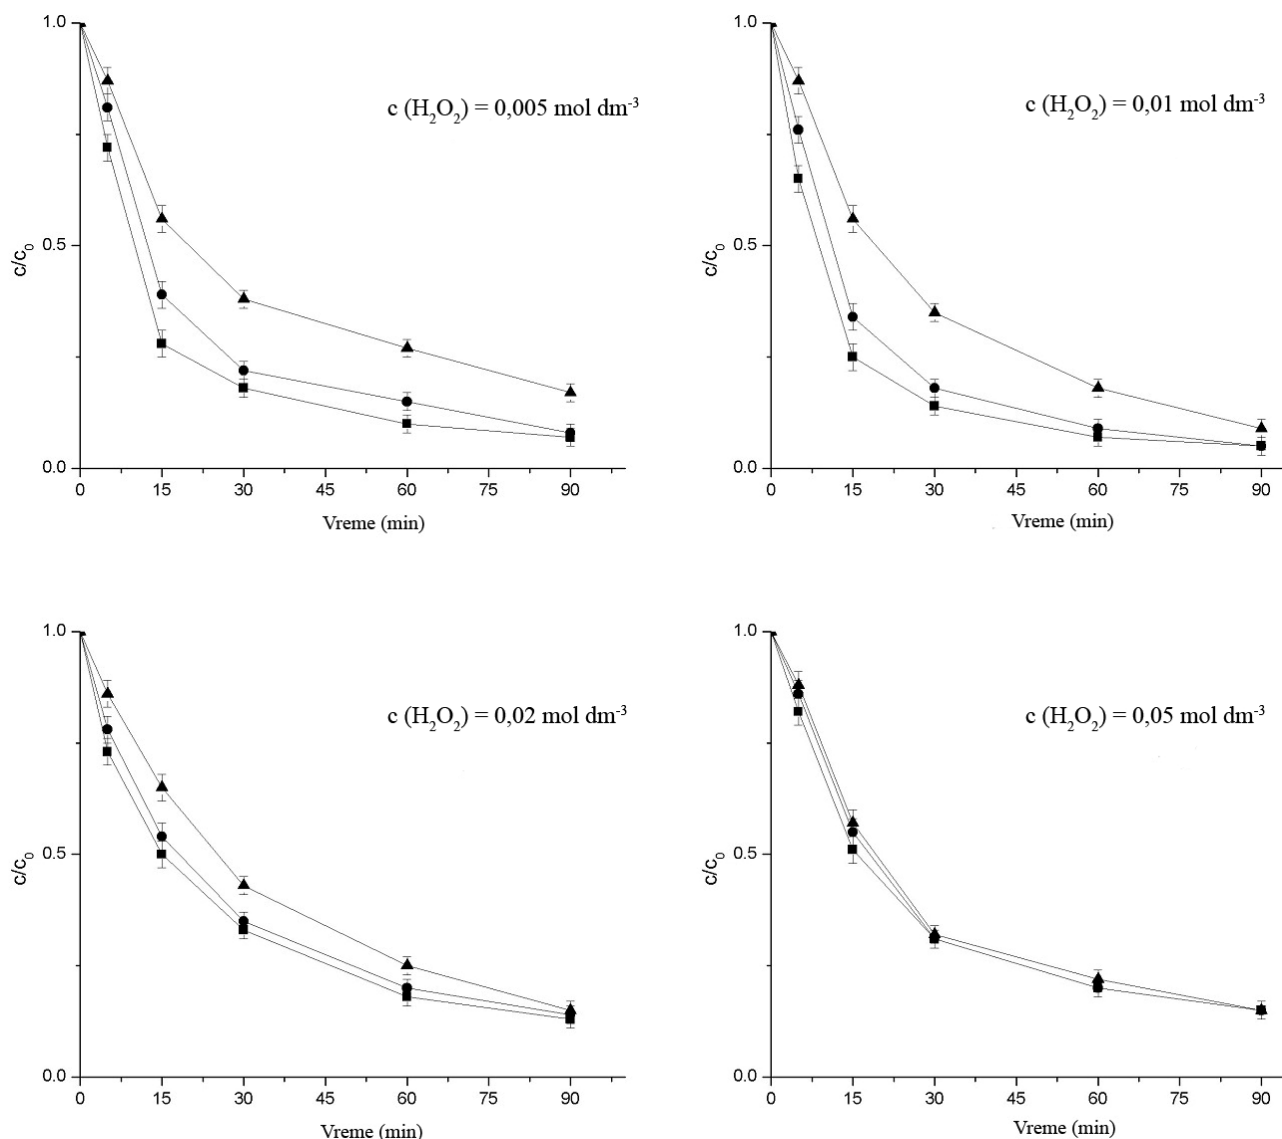 1.0
c (H₂O₂) = 0,005 mol dm⁻³
c/c₀
0.5
0.0
0 15 30 45 60 75 90
Vreme (min)
1.0
c (H₂O₂) = 0,01 mol dm⁻³
c/c₀
0.5
0.0
0 15 30 45 60 75 90
Vreme (min)
1.0
c (H₂O₂) = 0,02 mol dm⁻³
c/c₀
0.5
0.0
0 15 30 45 60 75 90
Vreme (min)
1.0
c (H₂O₂) = 0,05 mol dm⁻³
c/c₀
0.5
0.0
0 15 30 45 60 75 90
Vreme (min)